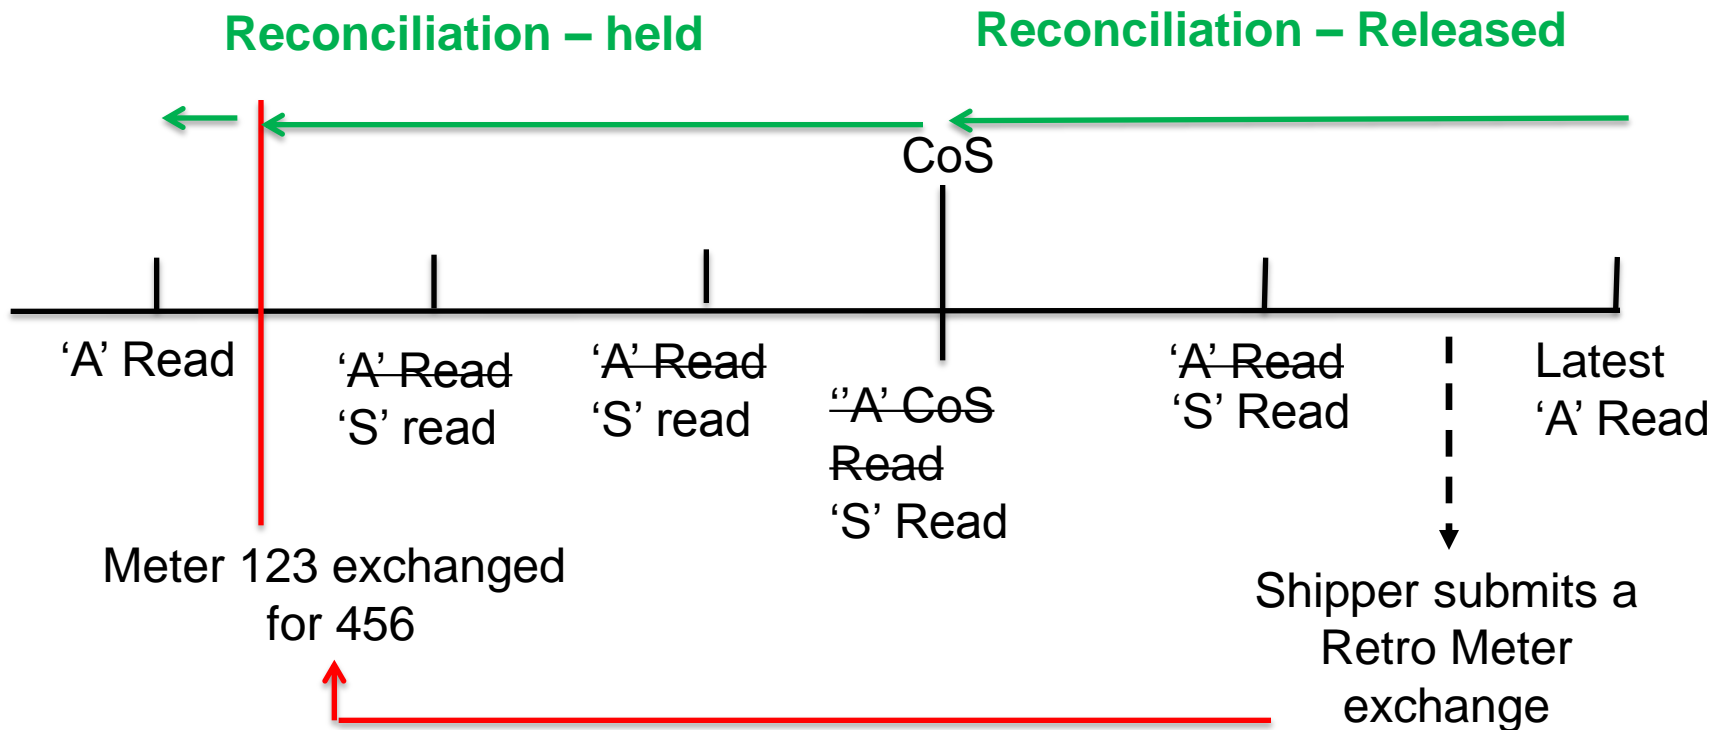 Reconciliation – held
Reconciliation – Released
CoS
‘A’ Read
‘A’ Read
‘S’ read
‘A’ Read
‘S’ read
‘’A’ CoS
Read
‘S’ Read
‘A’ Read
‘S’ Read
Latest
‘A’ Read
Meter 123 exchanged
for 456
Shipper submits a
Retro Meter
exchange